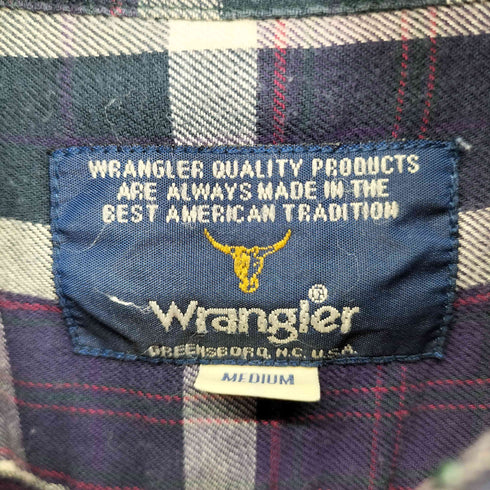 WRANGLER QUALITY PRODUCTS
ARE ALWAYS MADE IN THE
BEST AMERICAN TRADITION
Wrangler®
GREENSBORO, N.C. U.S.A.
MEDIUM